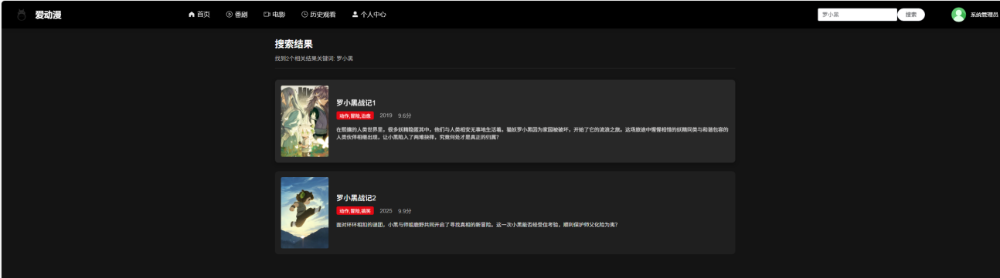 爱动漫
首页
番剧
电影
历史观看
个人中心
罗小黑
搜索
系统管理员
搜索结果
找到2个相关结果关键词: 罗小黑
罗小黑战记1
动作,冒险,治愈 2019 9.6分
在熙攘的人类世界里，很多妖精隐匿其中，他们与人类相安无事地生活着。猫妖罗小黑因为家园被破坏，开始了它的流浪之旅。这场旅途中惺惺相惜的妖精同类与和谐包容的
人类伙伴相继出现，让小黑陷入了两难抉择，究竟何处才是真正的归属？
罗小黑战记2
动作,冒险,搞笑 2025 9.9分
面对环环相扣的谜团，小黑与师姐鹿野共同开启了寻找真相的新冒险。这一次小黑能否经受住考验，顺利保护师父化险为夷？